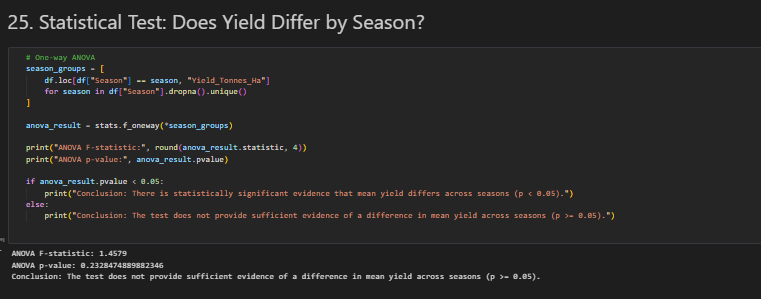 25. Statistical Test: Does Yield Differ by Season?
# One-way ANOVA
season_groups = [
df.loc[df["Season"] == season, "Yield_Tonnes_Ha"]
for season in df["Season"].dropna().unique()
]
anova_result = stats.f_oneway(*season_groups)
print("ANOVA F-statistic:", round(anova_result.statistic, 4))
print("ANOVA p-value:", anova_result.pvalue)
if anova_result.pvalue < 0.05:
print("Conclusion: There is statistically significant evidence that mean yield differs across seasons (p < 0.05).")
else:
print("Conclusion: The test does not provide sufficient evidence of a difference in mean yield across seasons (p >= 0.05).")
ANOVA F-statistic: 1.4579
ANOVA p-value: 0.2328474889882346
Conclusion: The test does not provide sufficient evidence of a difference in mean yield across seasons (p >= 0.05).